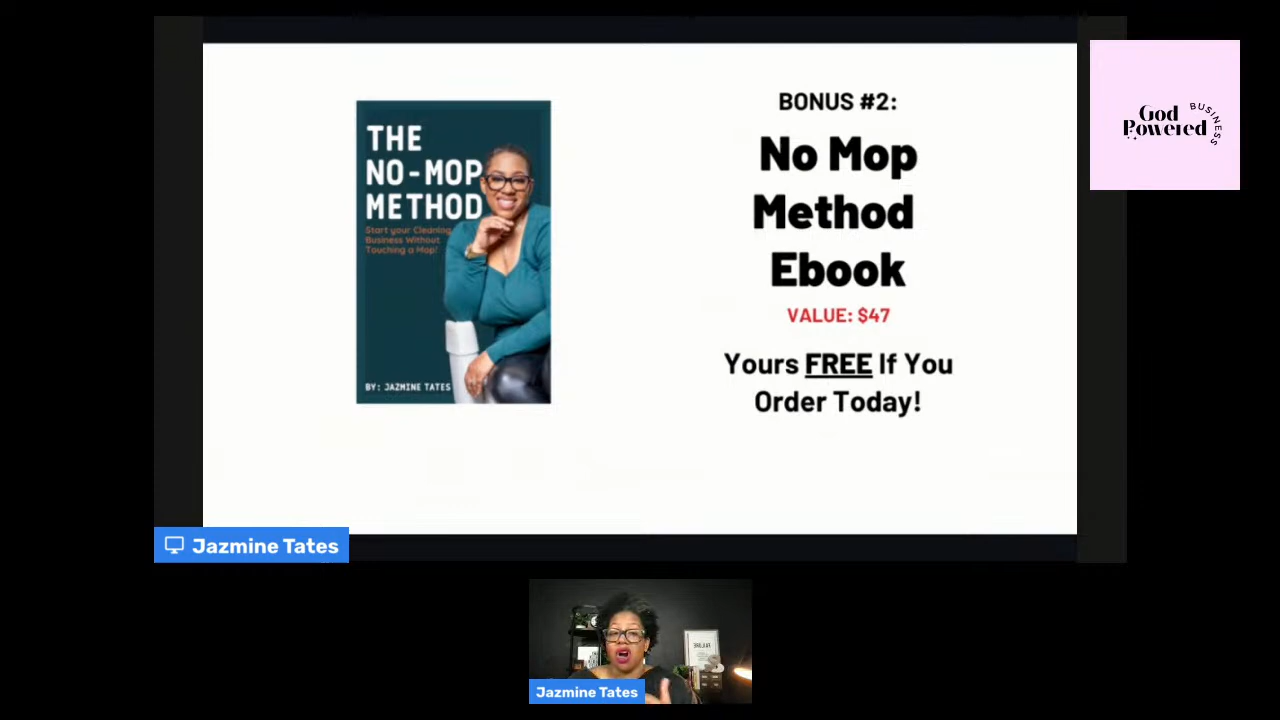 BONUS #2:
No Mop
Method
Ebook
VALUE: $47
Yours FREE If You
Order Today!
THE
NO-MOP
METHOD
Start your Cleaning
Business Without
Touching a Mop!
BY: JAZMINE TATES
God
Powered
BUSINESS
Jazmine Tates
FAILURE
Jazmine Tates